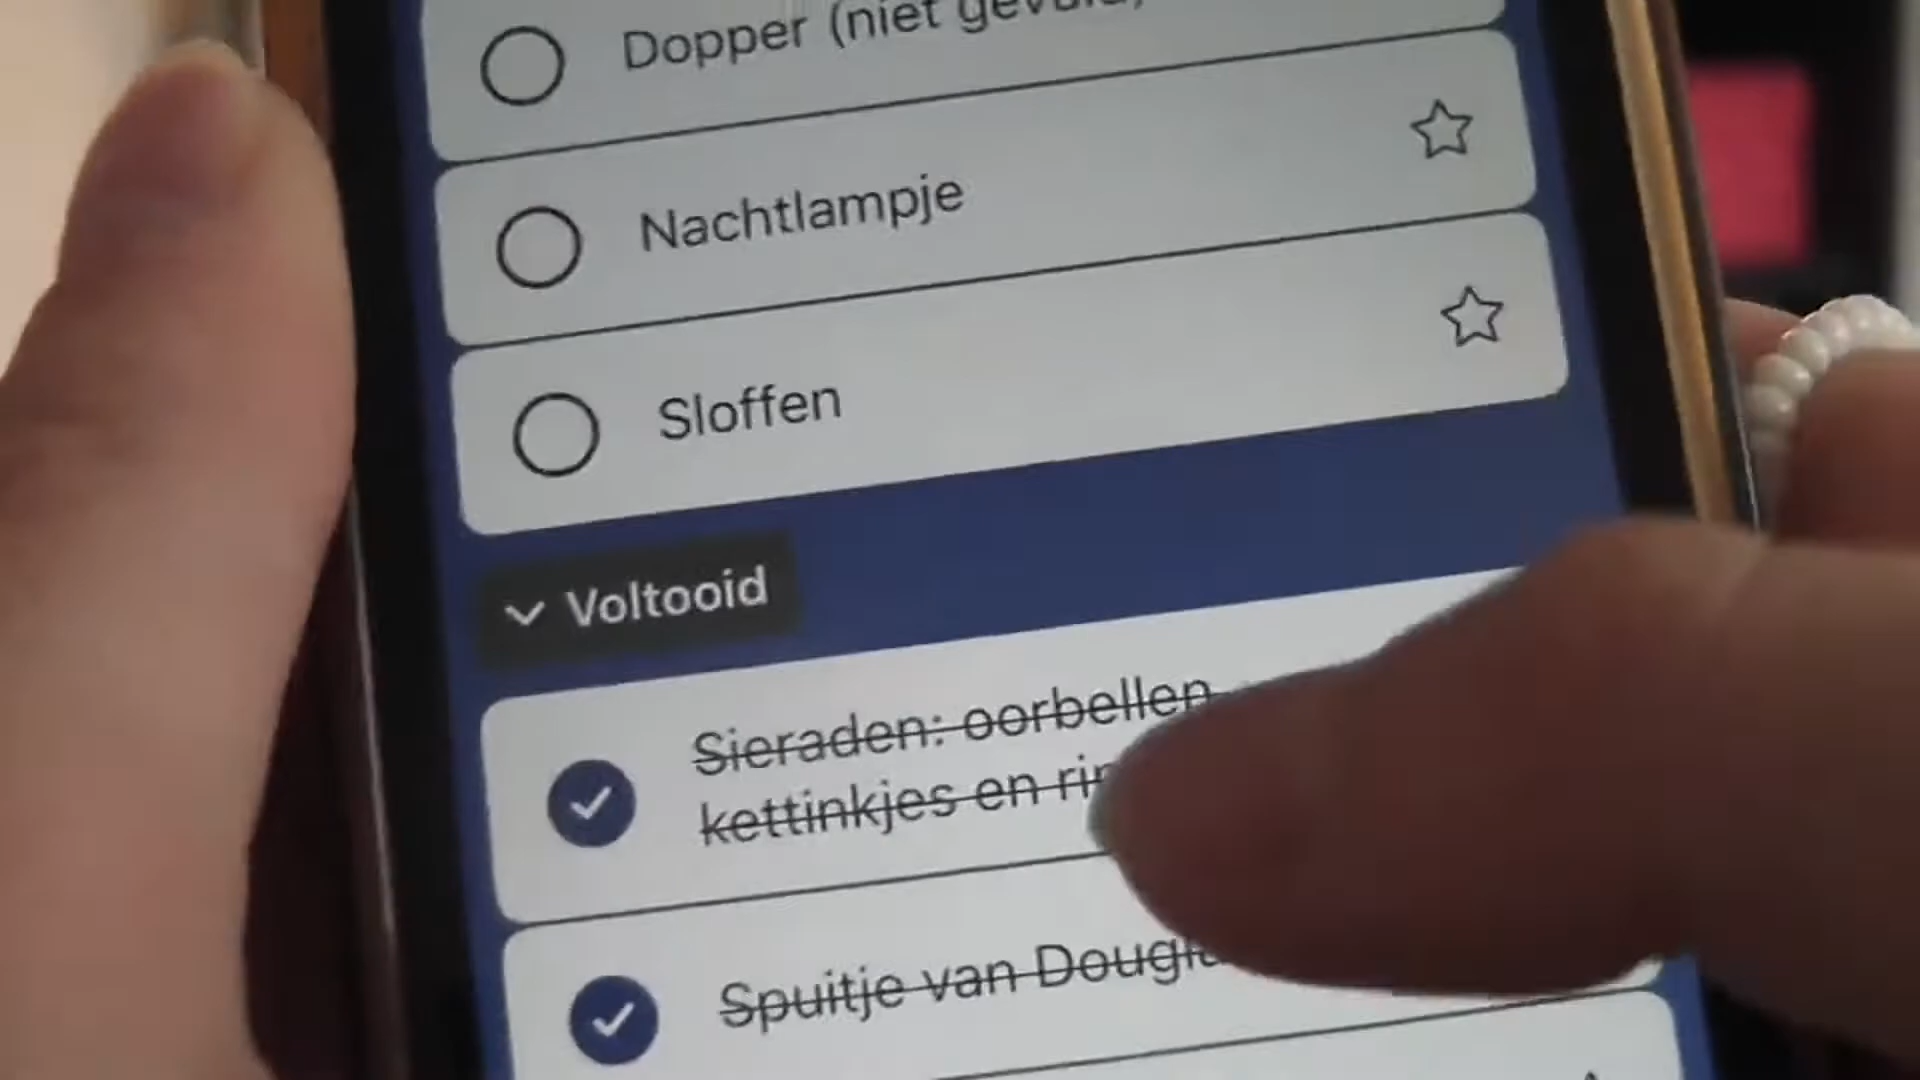 Dopper (niet
Nachtlampje
Sloffen
Voltooid
Sieraden: oorbellen
kettinkjes en
Spuitje van